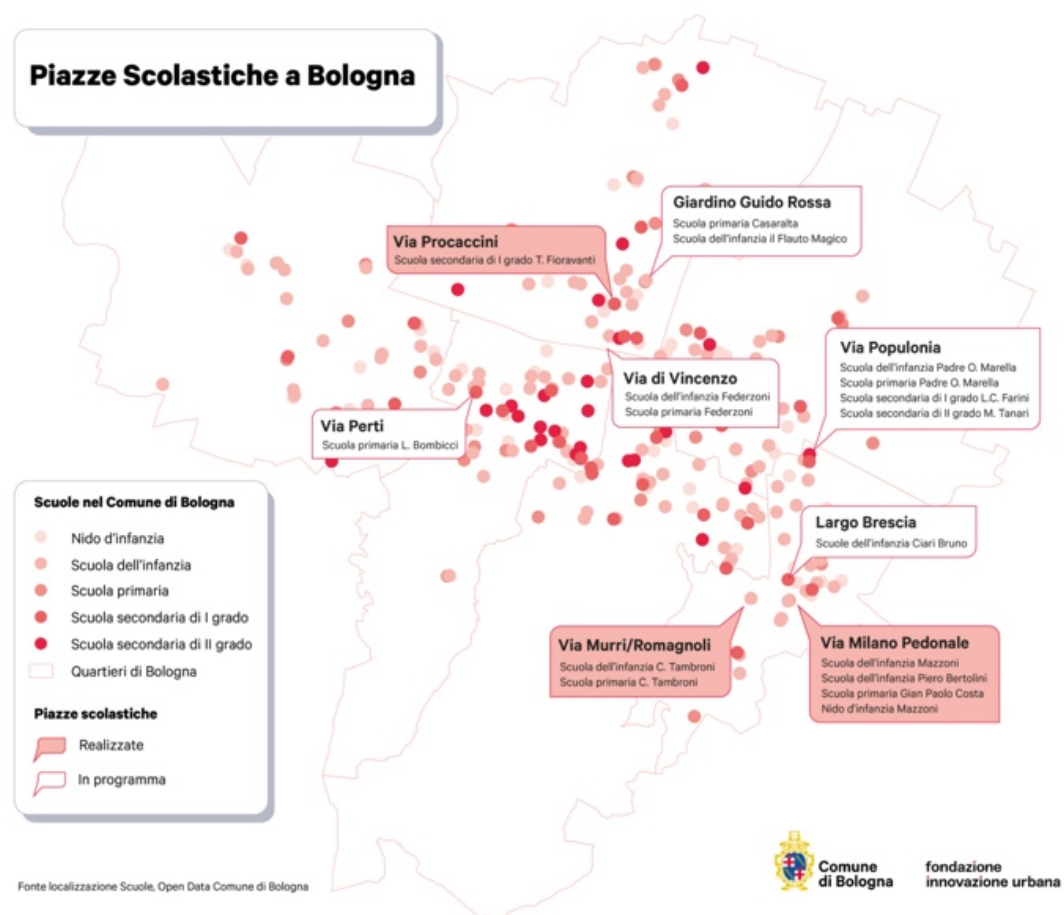 Piazze Scolastiche a Bologna
Giardino Guido Rossa
Scuola primaria Casaralta
Scuola dell'infanzia il Flauto Magico
Via Procaccini
Scuola secondaria di I grado T. Fioravanti
Via Populonia
Scuola dell'infanzia Padre O. Marella
Scuola primaria Padre O. Marella
Scuola secondaria di I grado L.C. Farini
Scuola secondaria di II grado M. Tanari
Via di Vincenzo
Scuola dell'infanzia Federzoni
Scuola primaria Federzoni
Via Perti
Scuola primaria L. Bombicci
Largo Brescia
Scuole dell'infanzia Ciari Bruno
Via Murri/Romagnoli
Scuola dell'infanzia C. Tambroni
Scuola primaria C. Tambroni
Via Milano Pedonale
Scuola dell'infanzia Mazzoni
Scuola dell'infanzia Piero Bertolini
Scuola primaria Gian Paolo Costa
Nido d'infanzia Mazzoni
Scuole nel Comune di Bologna
Nido d'infanzia
Scuola dell'infanzia
Scuola primaria
Scuola secondaria di I grado
Scuola secondaria di II grado
Quartieri di Bologna
Piazze scolastiche
Realizzate
In programma
Fonte localizzazione Scuole, Open Data Comune di Bologna
Comune
di Bologna
fondazione
innovazione urbana